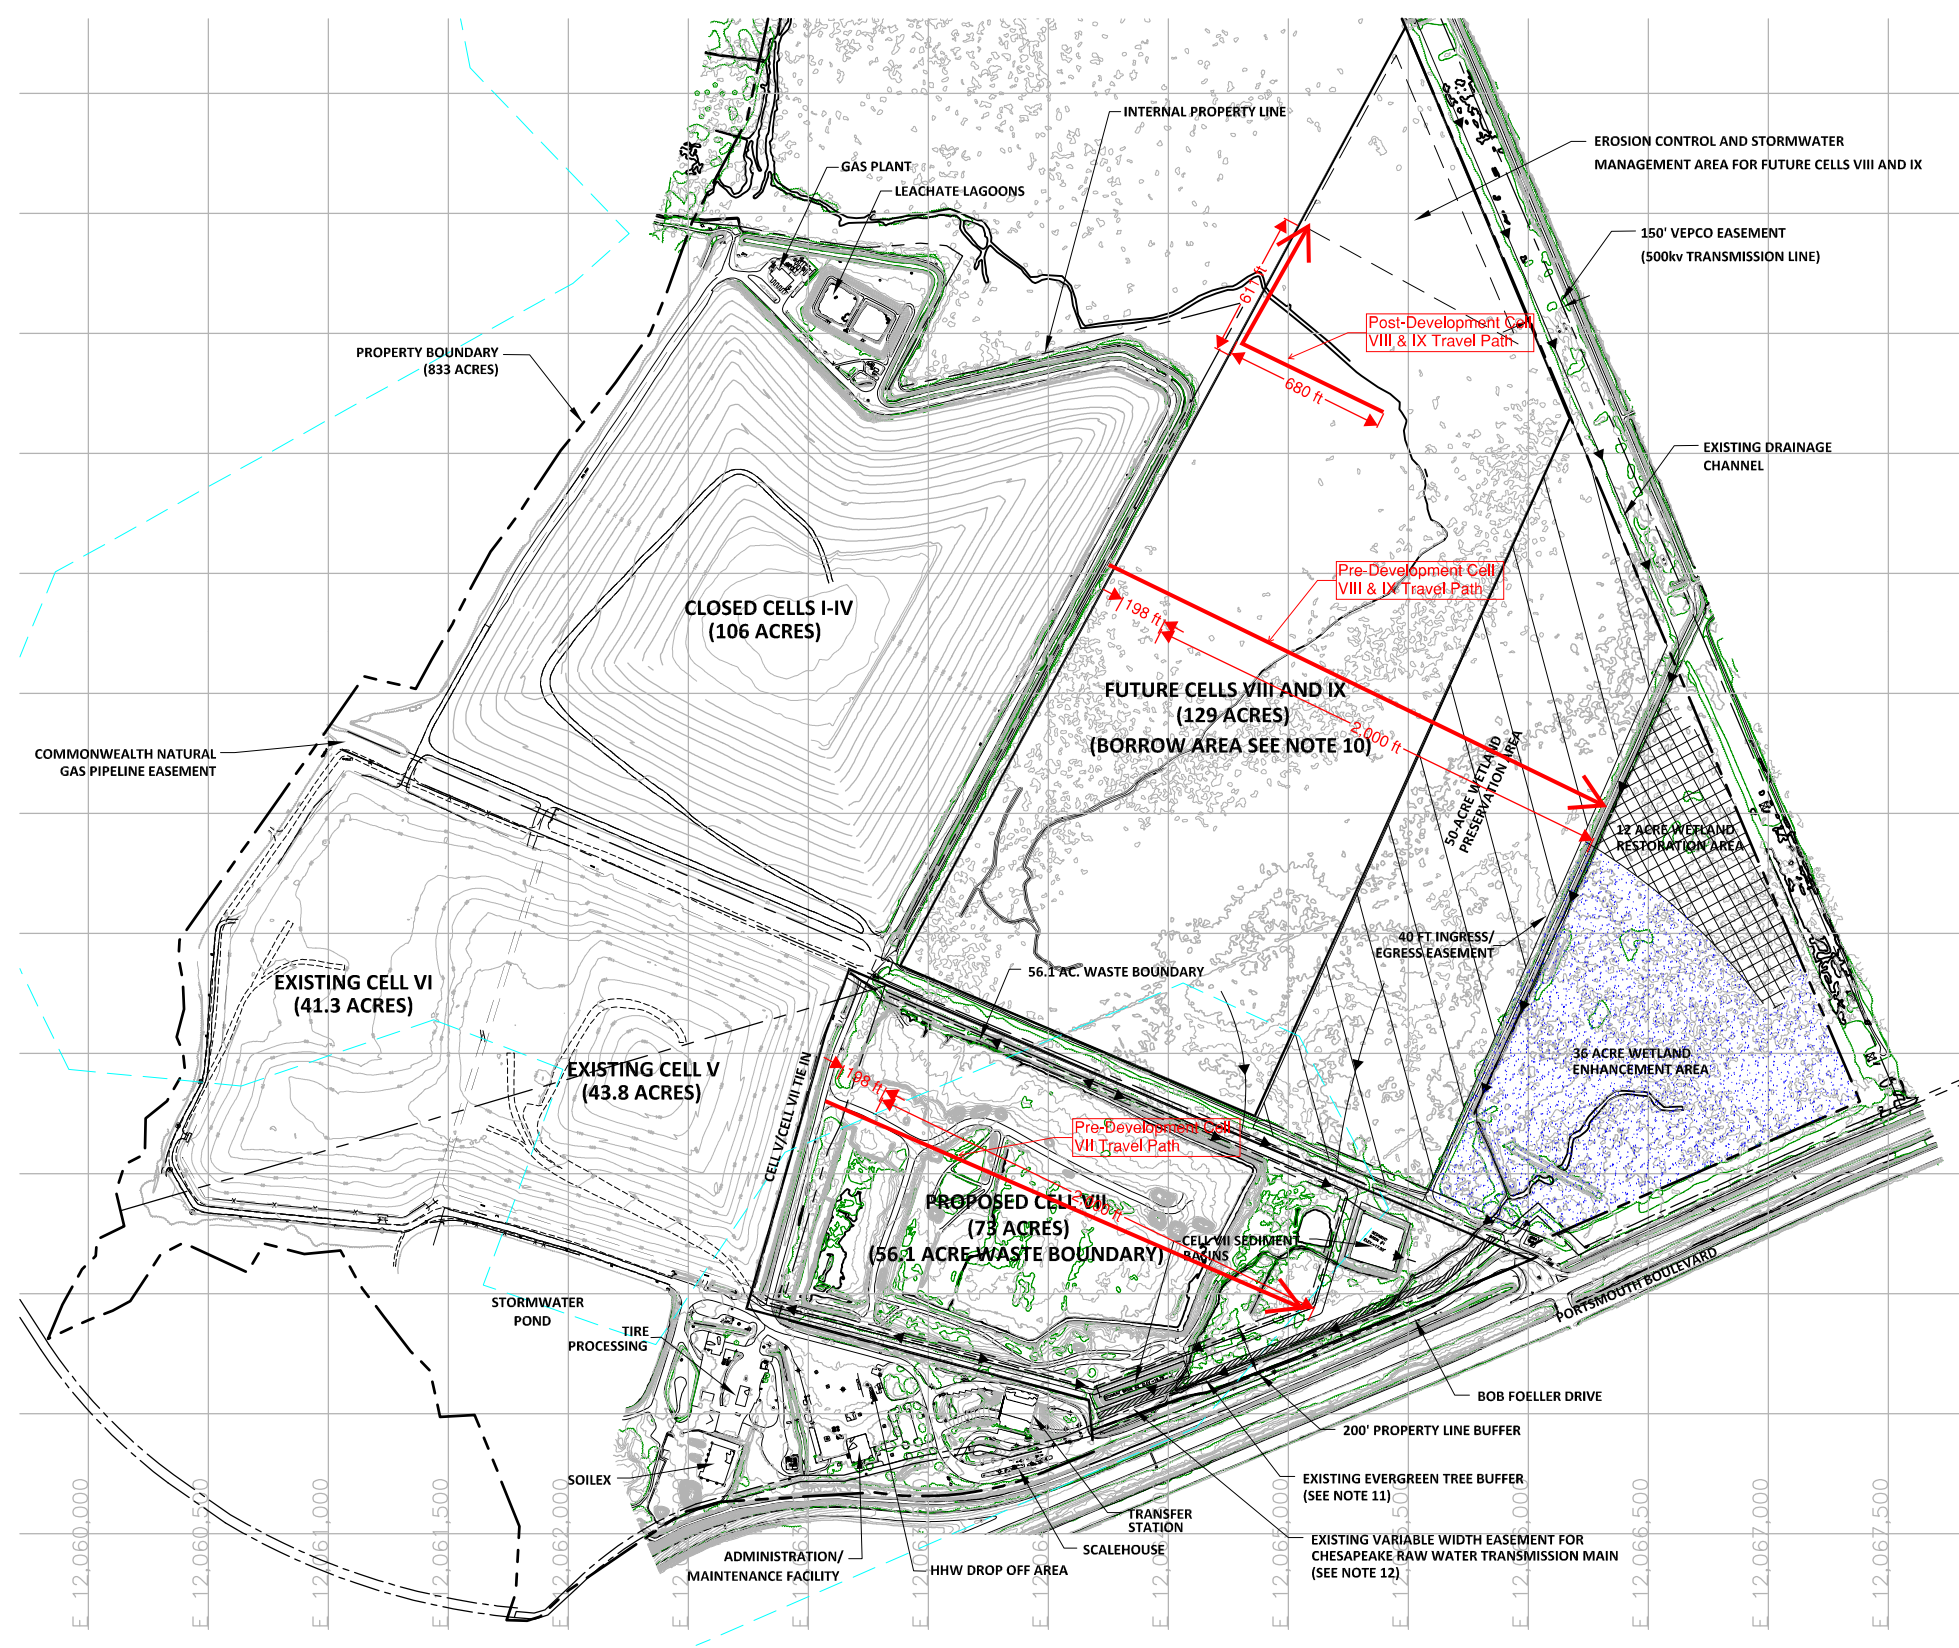 INTERNAL PROPERTY LINE
EROSION CONTROL AND STORMWATER
MANAGEMENT AREA FOR FUTURE CELLS VIII AND IX
GAS PLANT
LEACHATE LAGOONS
150' VEPCO EASEMENT
(500kv TRANSMISSION LINE)
611 ft
Post-Development Cell
VIII & IX Travel Path
PROPERTY BOUNDARY
(833 ACRES)
680 ft
EXISTING DRAINAGE
CHANNEL
Pre-Development Cell
VIII & IX Travel Path
CLOSED CELLS I-IV
(106 ACRES)
198 ft
FUTURE CELLS VIII AND IX
(129 ACRES)
(BORROW AREA SEE NOTE 10)
2,000 ft
50-ACRE WETLAND
PRESERVATION AREA
COMMONWEALTH NATURAL
GAS PIPELINE EASEMENT
12 ACRE WETLAND
RESTORATION AREA
40 FT INGRESS/
EGRESS EASEMENT
56.1 AC. WASTE BOUNDARY
EXISTING CELL VI
(41.3 ACRES)
EXISTING CELL V
(43.8 ACRES)
CELL V/CELL VII TIE IN
198 ft
36 ACRE WETLAND
ENHANCEMENT AREA
Pre-Development Cell
VII Travel Path
PROPOSED CELL VII
(73 ACRES)
(56.1 ACRE WASTE BOUNDARY)
CELL VII SEDIMENT
BASINS
PORTSMOUTH BOULEVARD
STORMWATER
POND
TIRE
PROCESSING
BOB FOELLER DRIVE
200' PROPERTY LINE BUFFER
SOILEX
EXISTING EVERGREEN TREE BUFFER
(SEE NOTE 11)
TRANSFER
STATION
SCALEHOUSE
EXISTING VARIABLE WIDTH EASEMENT FOR
CHESAPEAKE RAW WATER TRANSMISSION MAIN
(SEE NOTE 12)
ADMINISTRATION/
MAINTENANCE FACILITY
HHW DROP OFF AREA
E 12,060,000
E 12,060,500
E 12,061,000
E 12,061,500
E 12,062,000
E 12,066,500
E 12,067,000
E 12,067,500